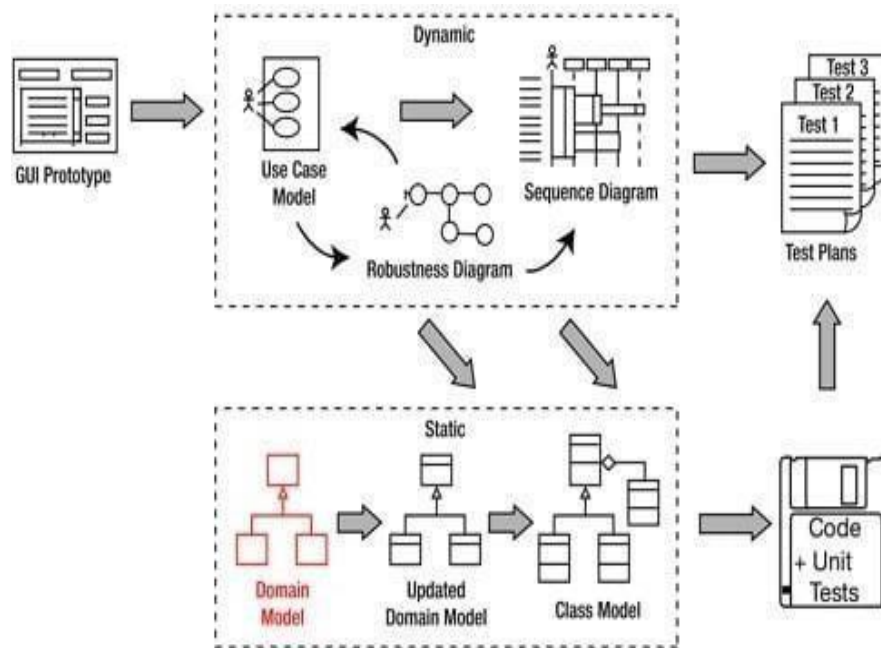 Dynamic
GUI Prototype
Use Case
Model
Robustness Diagram
Sequence Diagram
Test 3
Test 2
Test 1
Test Plans
Static
Domain
Model
Updated
Domain Model
Class Model
Code
+ Unit
Tests